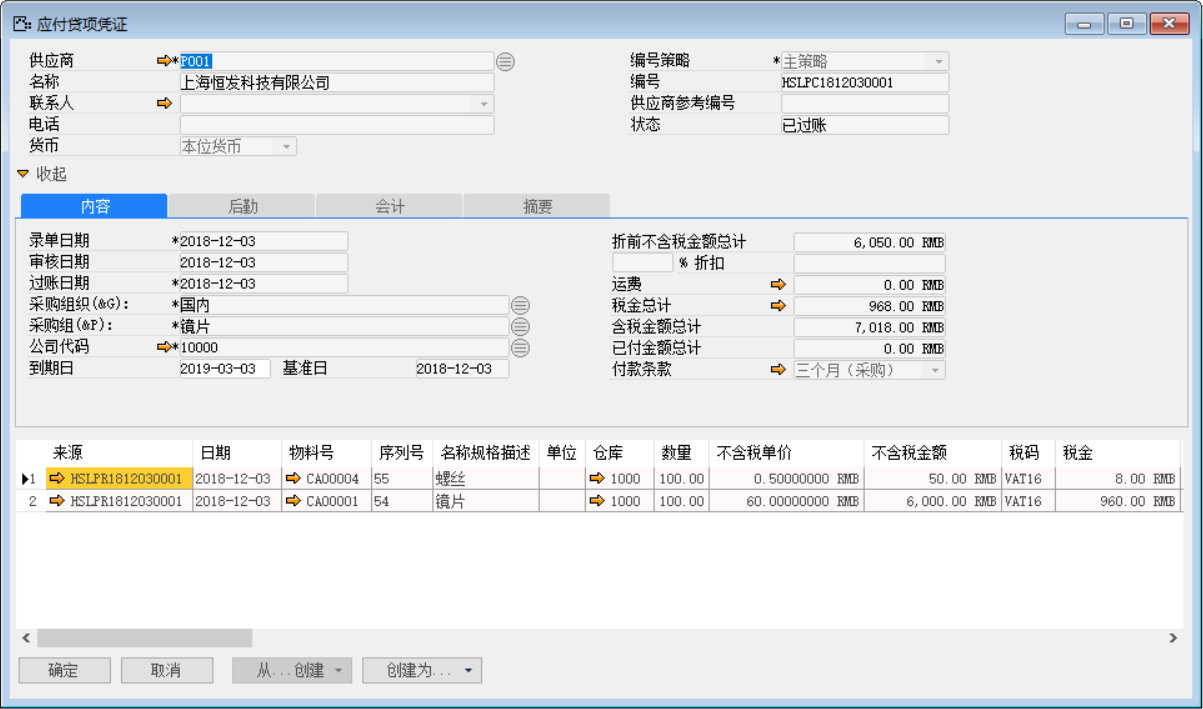 应付贷项凭证
供应商 *P001 编号策略 *主策略
名称 上海恒发科技有限公司 编号 HSLPC1812030001
联系人 供应商参考编号
电话 状态 已过账
货币 本位货币
收起
内容 后勤 会计 摘要
录单日期 *2018-12-03 折前不含税金额总计 6,050.00 RMB
审核日期 2018-12-03 % 折扣
过账日期 *2018-12-03 运费 0.00 RMB
采购组织(&G): *国内 税金总计 968.00 RMB
采购组(&P): *镜片 含税金额总计 7,018.00 RMB
公司代码 *10000 已付金额总计 0.00 RMB
到期日 2019-03-03 基准日 2018-12-03 付款条款 三个月（采购）
来源 日期 物料号 序列号 名称规格描述 单位 仓库 数量 不含税单价 不含税金额 税码 税金
1 HSLPR1812030001 2018-12-03 CA00004 55 螺丝 1000 100.00 0.50000000 RMB 50.00 RMB VAT16 8.00 RMB
2 HSLPR1812030001 2018-12-03 CA00001 54 镜片 1000 100.00 60.00000000 RMB 6,000.00 RMB VAT16 960.00 RMB
确定 取消 从...创建 创建为...